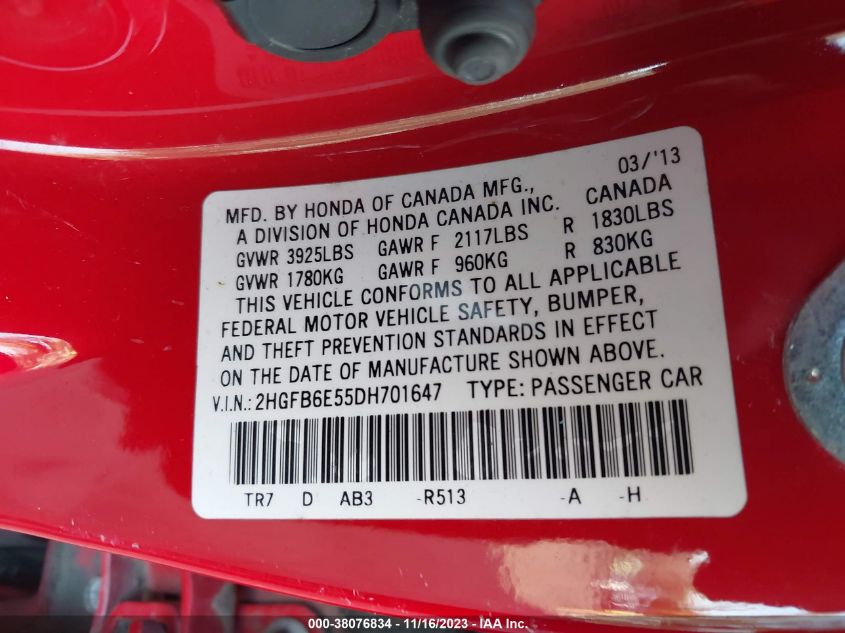 03/'13
MFD. BY HONDA OF CANADA MFG.,
A DIVISION OF HONDA CANADA INC. CANADA
GVWR 3925LBS GAWR F 2117LBS R 1830LBS
GVWR 1780KG GAWR F 960KG R 830KG
THIS VEHICLE CONFORMS TO ALL APPLICABLE
FEDERAL MOTOR VEHICLE SAFETY, BUMPER,
AND THEFT PREVENTION STANDARDS IN EFFECT
ON THE DATE OF MANUFACTURE SHOWN ABOVE.
V.I.N.: 2HGFB6E55DH701647 TYPE: PASSENGER CAR
TR7 D AB3 -R513 -A -H
000-38076834 - 11/16/2023 - IAA Inc.